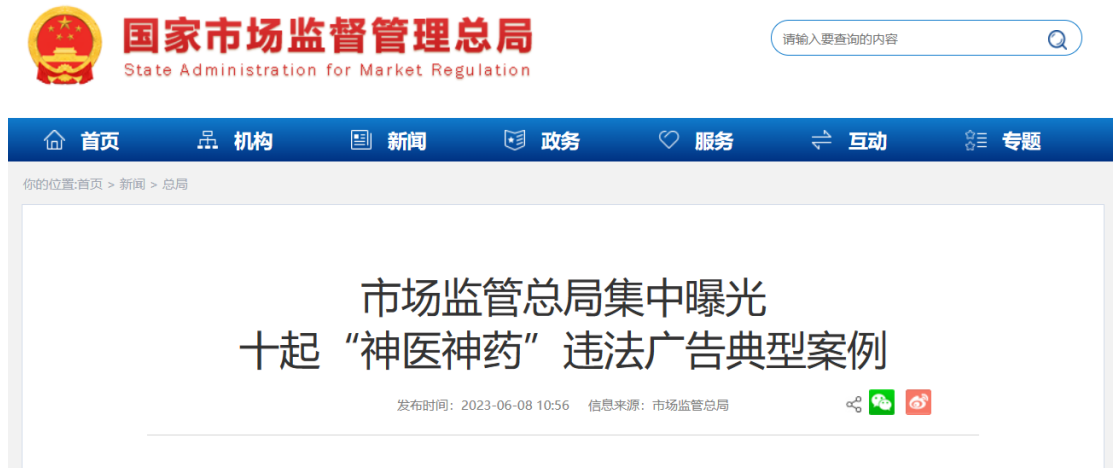 国家市场监督管理总局
State Administration for Market Regulation
请输入要查询的内容
首页 机构 新闻 政务 服务 互动 专题
你的位置:首页 > 新闻 > 总局
市场监管总局集中曝光
十起“神医神药”违法广告典型案例
发布时间：2023-06-08 10:56 信息来源：市场监管总局